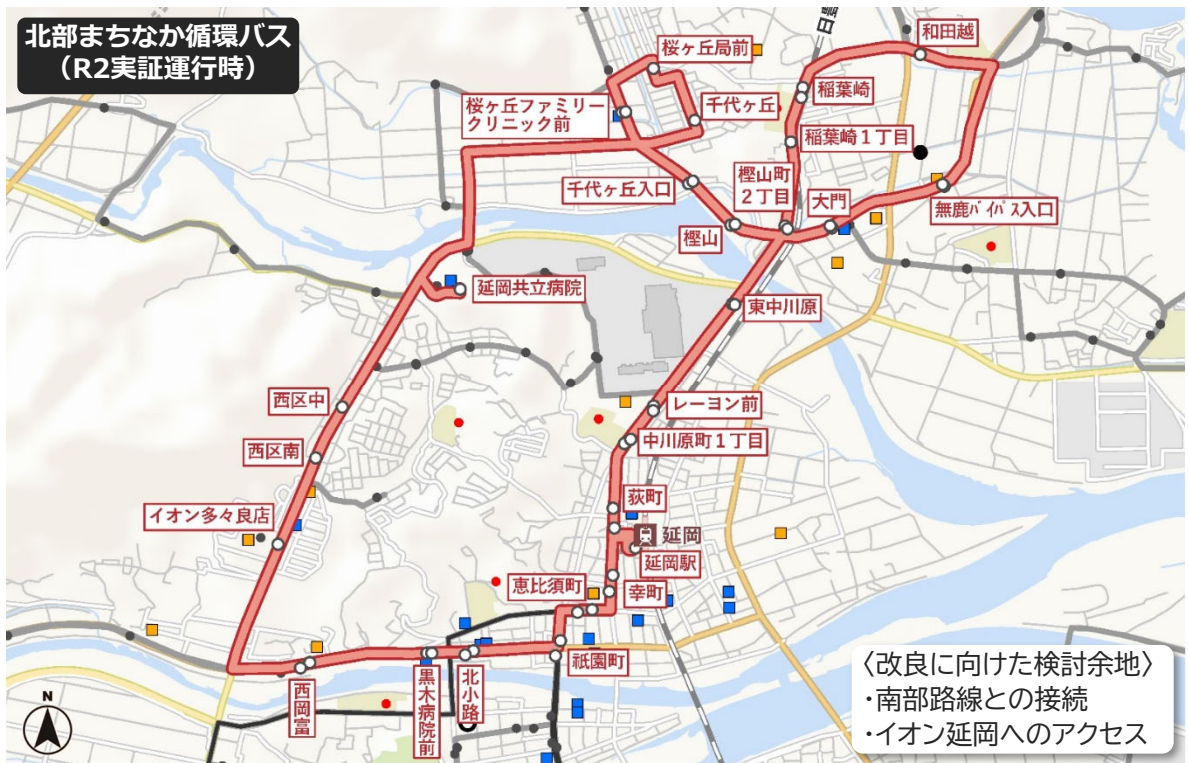 北部まちなか循環バス
(R2実証運行時)
桜ヶ丘局前
和田越
桜ヶ丘ファミリー
クリニック前
千代ヶ丘
稲葉崎
稲葉崎1丁目
千代ヶ丘入口
樫山町
2丁目
大門
無鹿バイパス入口
樫山
延岡共立病院
東中川原
西区中
レーヨン前
中川原町1丁目
西区南
荻町
イオン多々良店
延岡
延岡駅
恵比須町
幸町
祇園町
西岡富
黒木病院前
北小路
N
〈改良に向けた検討余地〉
・南部路線との接続
・イオン延岡へのアクセス